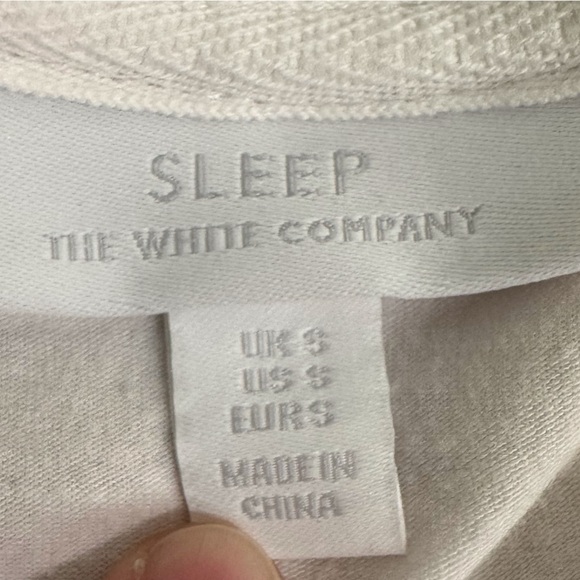 SLEEP
THE WHITE COMPANY
UK S
US S
EUR S
MADE IN
CHINA